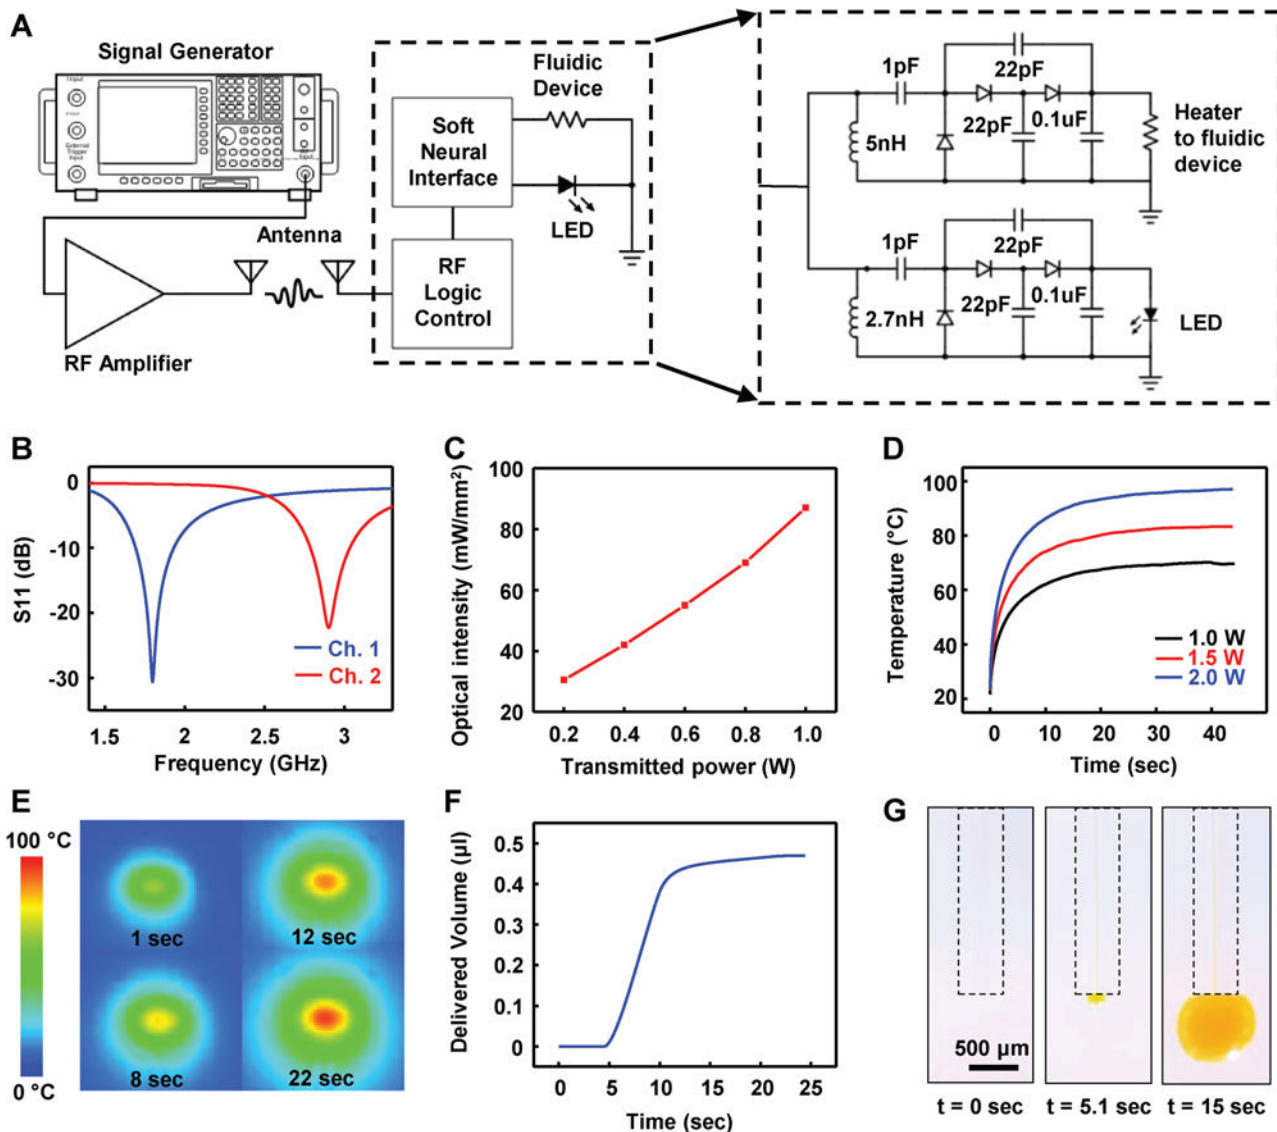 A
Signal Generator
External
Trigger
Input
Input
RF Amplifier
Antenna
Soft
Neural
Interface
RF
Logic
Control
Fluidic
Device
LED
1pF
22pF
5nH
22pF
0.1uF
Heater
to fluidic
device
1pF
22pF
2.7nH
22pF
0.1uF
LED
B
S11 (dB)
0
-10
-20
-30
Ch. 1
Ch. 2
1.5 2 2.5 3
Frequency (GHz)
C
Optical intensity (mW/mm²)
100
80
60
40
20
0.2 0.4 0.6 0.8 1.0
Transmitted power (W)
D
Temperature (°C)
100
80
60
40
20
1.0 W
1.5 W
2.0 W
0 10 20 30 40
Time (sec)
E
100 °C
0 °C
1 sec
12 sec
8 sec
22 sec
F
Delivered Volume (µl)
0.5
0.4
0.3
0.2
0.1
0
0 5 10 15 20 25
Time (sec)
G
500 µm
t = 0 sec
t = 5.1 sec
t = 15 sec